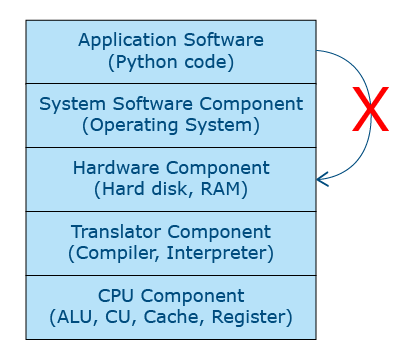 Application Software
(Python code)
System Software Component
(Operating System)
Hardware Component
(Hard disk, RAM)
Translator Component
(Compiler, Interpreter)
CPU Component
(ALU, CU, Cache, Register)
X